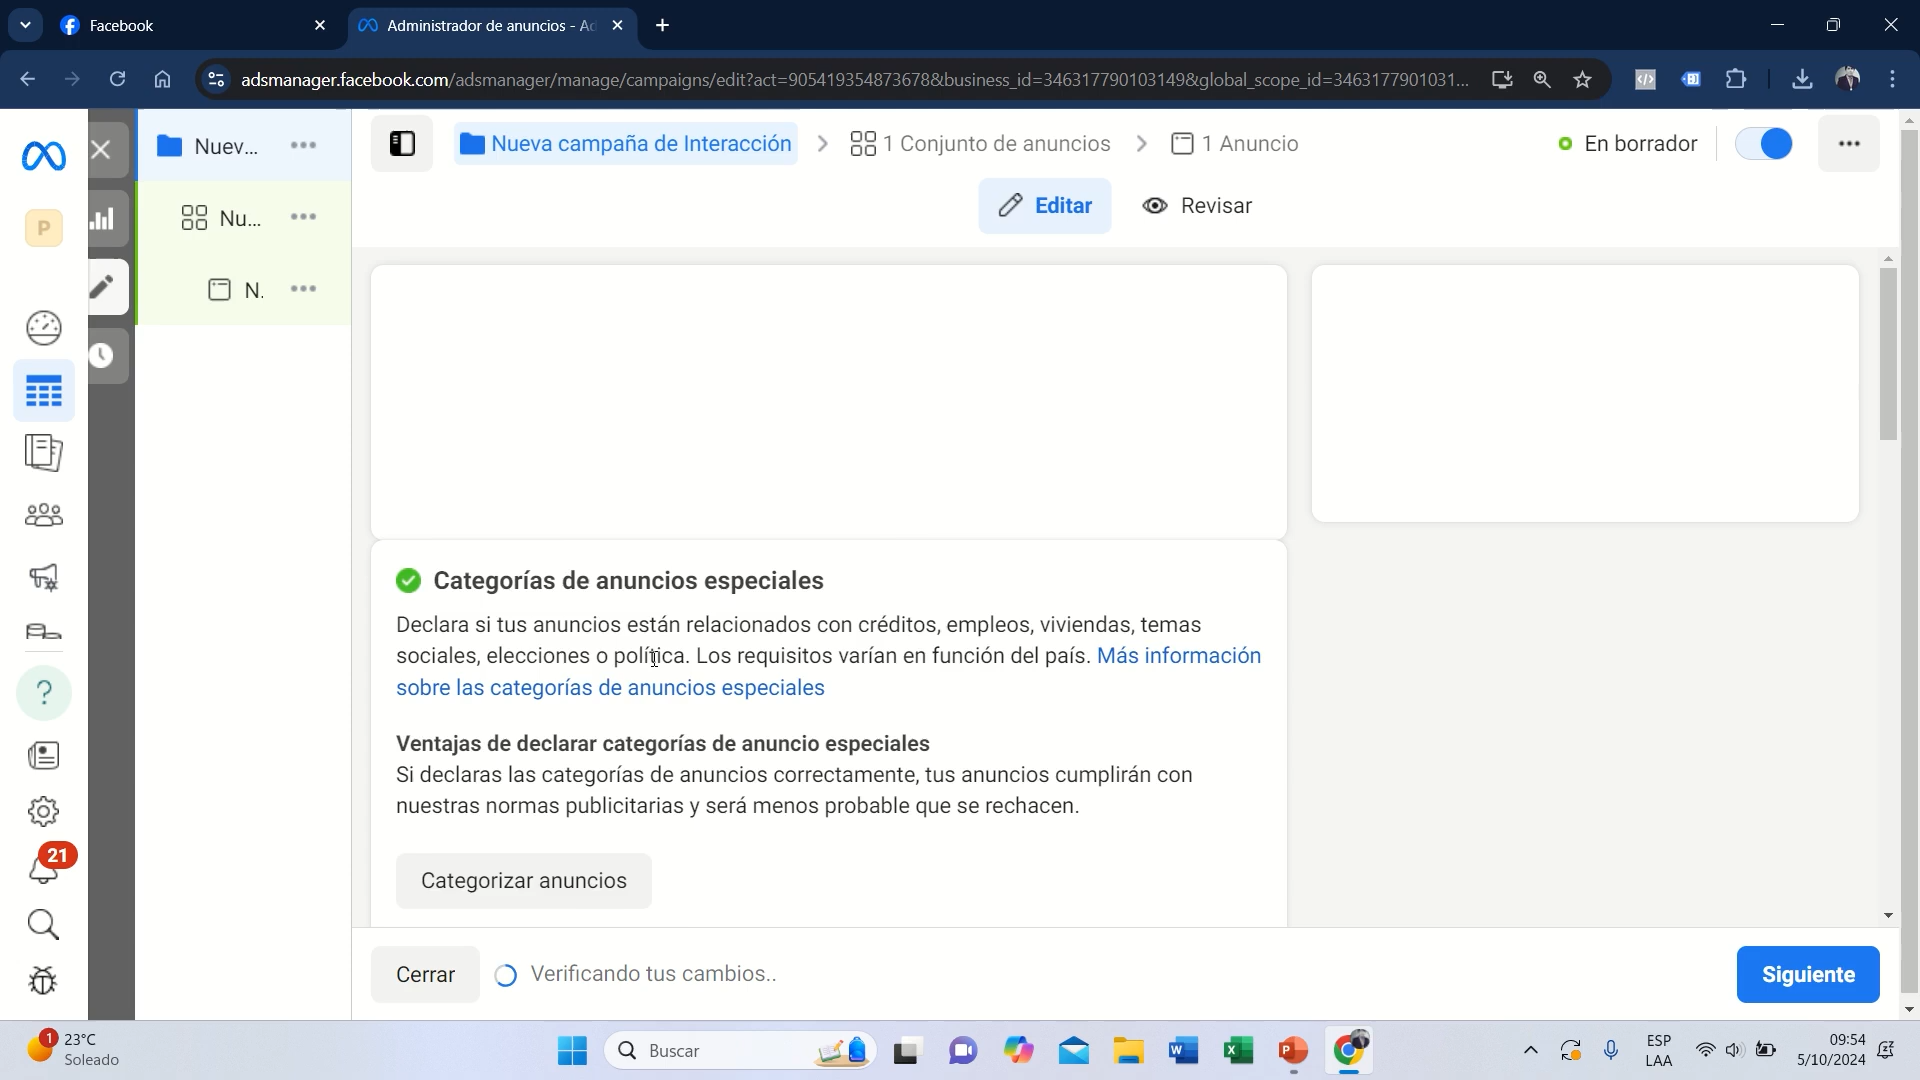 Facebook
Administrador de anuncios - Ad
adsmanager.facebook.com/adsmanager/manage/campaigns/edit?act=905419354873678&business_id=346317790103149&global_scope_id=3463177901031...
Nuev...
Nueva campaña de Interacción
1 Conjunto de anuncios
1 Anuncio
En borrador
P
Nu...
Editar
Revisar
N.
Categorías de anuncios especiales
Declara si tus anuncios están relacionados con créditos, empleos, viviendas, temas
sociales, elecciones o política. Los requisitos varían en función del país. Más información
sobre las categorías de anuncios especiales
Ventajas de declarar categorías de anuncio especiales
Si declaras las categorías de anuncios correctamente, tus anuncios cumplirán con
nuestras normas publicitarias y será menos probable que se rechacen.
21
Categorizar anuncios
Cerrar
Verificando tus cambios..
Siguiente
1
23°C
Soleado
Buscar
ESP
LAA
09:54
5/10/2024